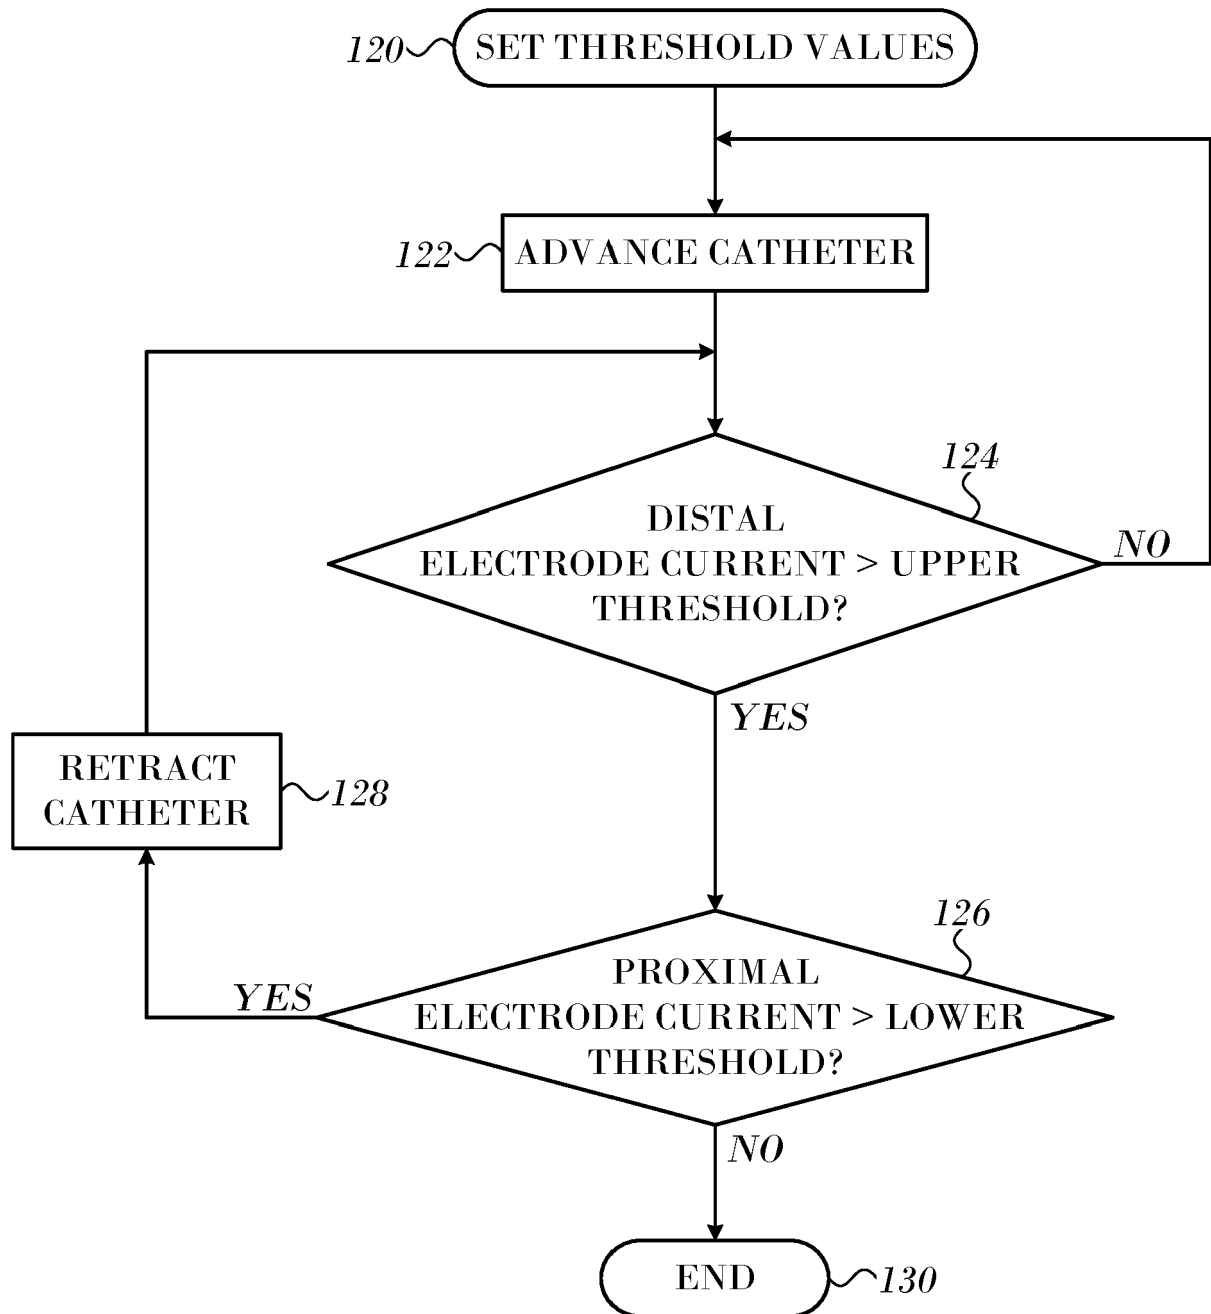 120
SET THRESHOLD VALUES
122
ADVANCE CATHETER
124
DISTAL
ELECTRODE CURRENT > UPPER
THRESHOLD?
NO
YES
RETRACT
CATHETER
128
126
PROXIMAL
ELECTRODE CURRENT > LOWER
THRESHOLD?
YES
NO
END
130